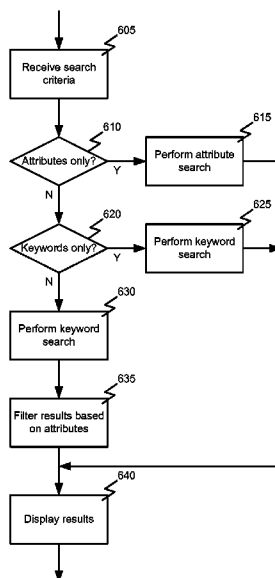 605
Receive search
criteria
610
Attributes only?
Y
N
615
Perform attribute
search
620
Keywords only?
Y
N
625
Perform keyword
search
630
Perform keyword
search
635
Filter results based
on attributes
640
Display results